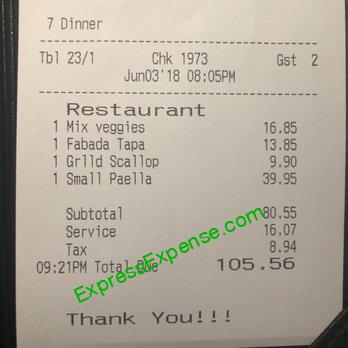 7 Dinner
Tbl 23/1 Chk 1973 Gst 2
Jun03'18 08:05PM
Restaurant
1 Mix veggies 16.85
1 Fabada Tapa 13.85
1 Grlld Scallop 9.90
1 Small Paella 39.95
Subtotal 80.55
Service 16.07
Tax 8.94
09:21PM Total Due 105.56
ExpressExpense.com
Thank You!!!